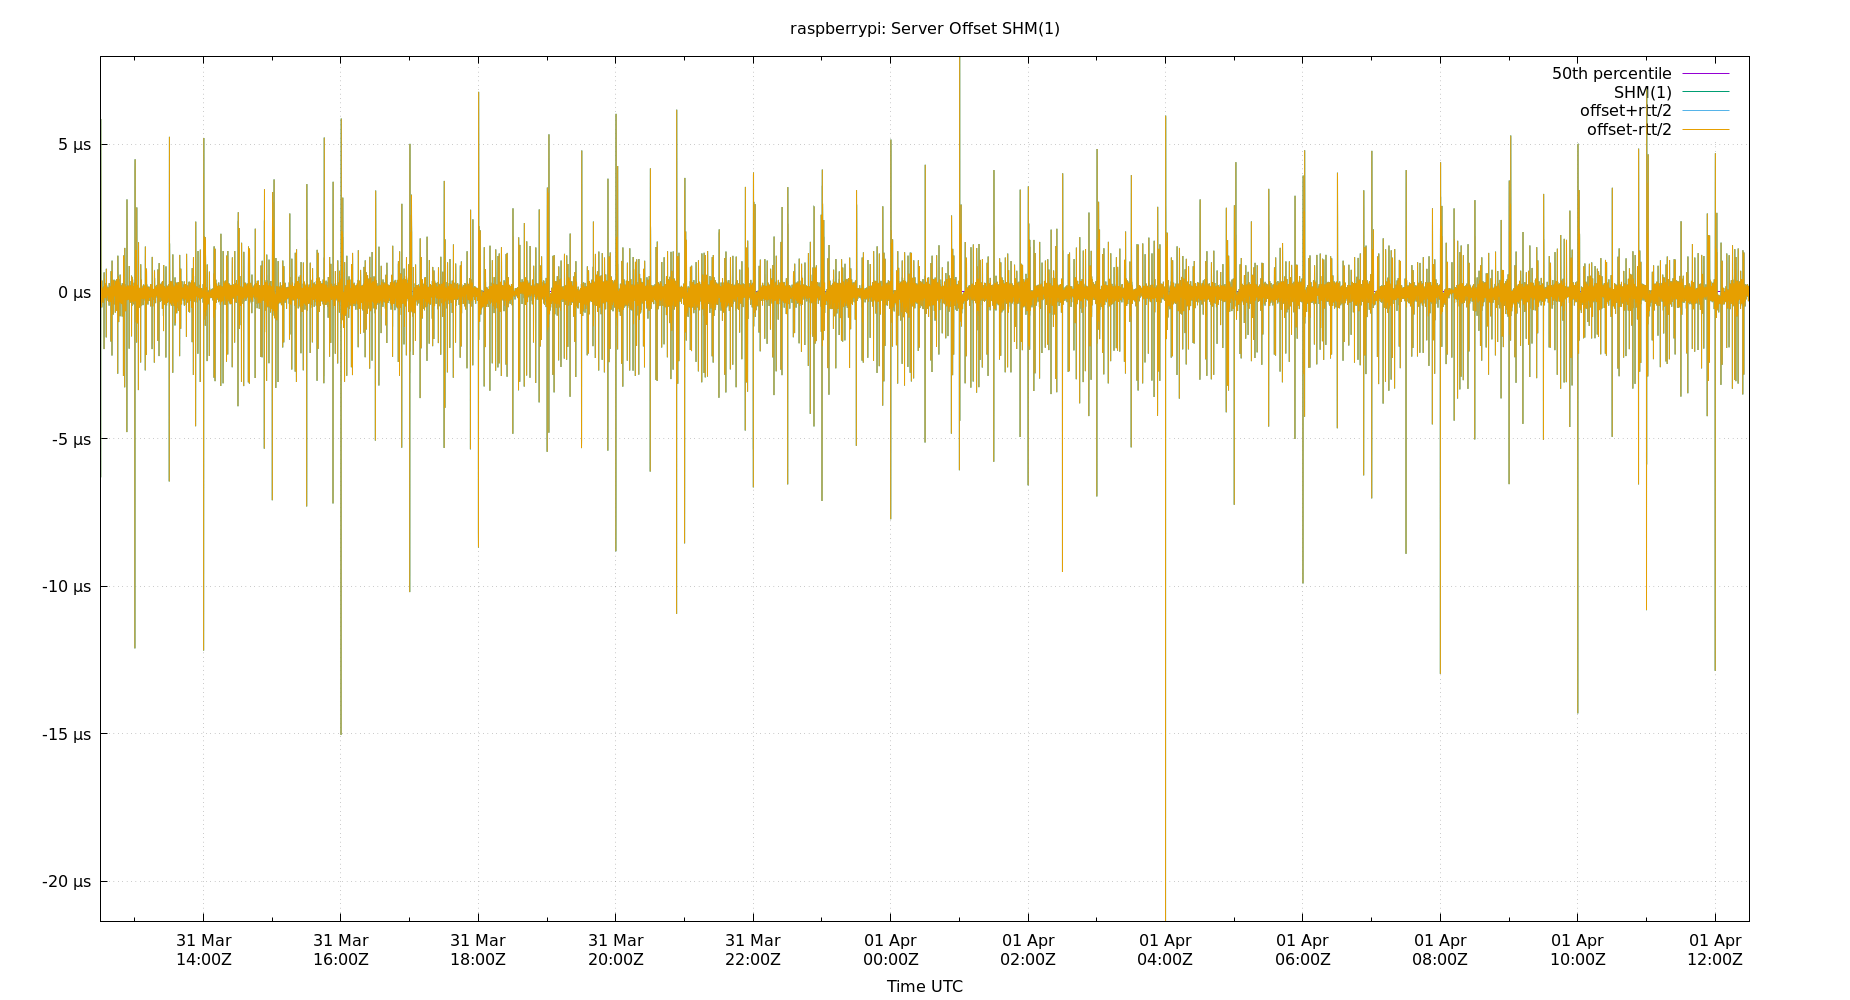 raspberrypi: Server Offset SHM(1)
50th percentile
SHM(1)
offset+rtt/2
offset-rtt/2
5 µs
0 µs
-5 µs
-10 µs
-15 µs
-20 µs
31 Mar 31 Mar 31 Mar 31 Mar 31 Mar 01 Apr 01 Apr 01 Apr 01 Apr 01 Apr 01 Apr 01 Apr
14:00Z 16:00Z 18:00Z 20:00Z 22:00Z 00:00Z 02:00Z 04:00Z 06:00Z 08:00Z 10:00Z 12:00Z
Time UTC